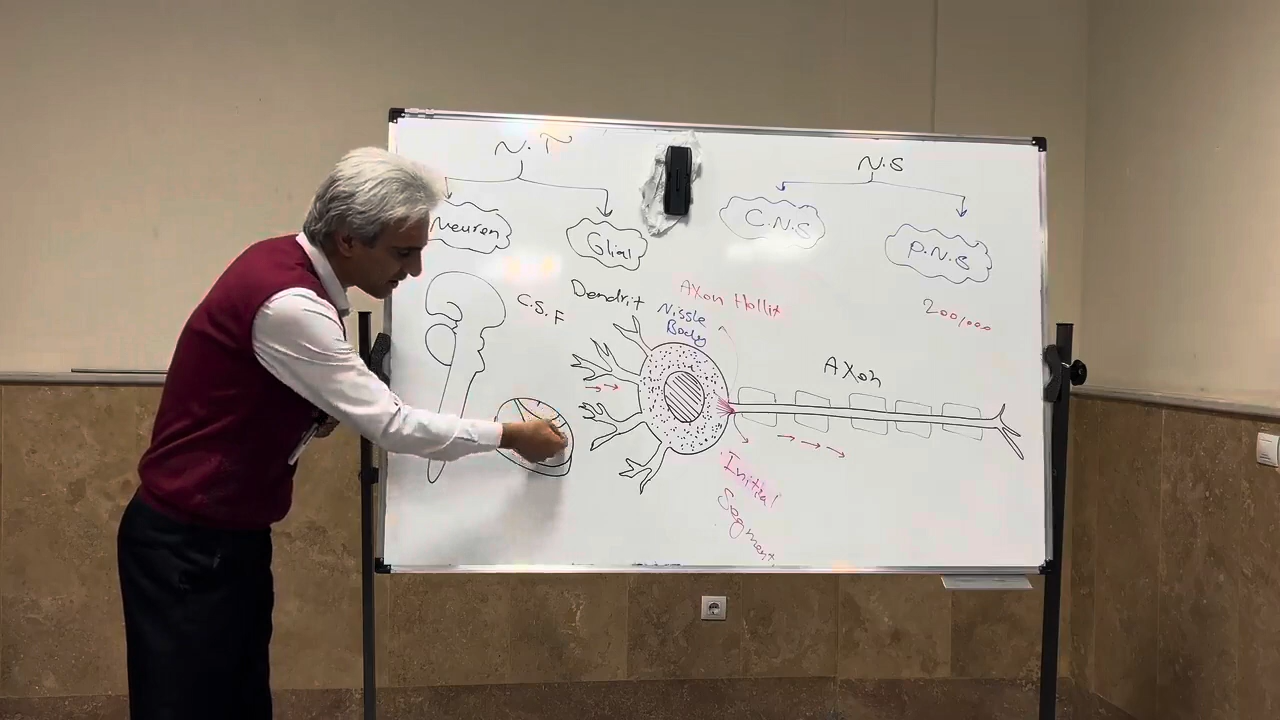 N.T
Neuron
Glial
N.S
C.N.S
P.N.S
200,000
C.S.F
Dendrit
Axon Hollit
Nissle
Body
Axon
Initial
Segment